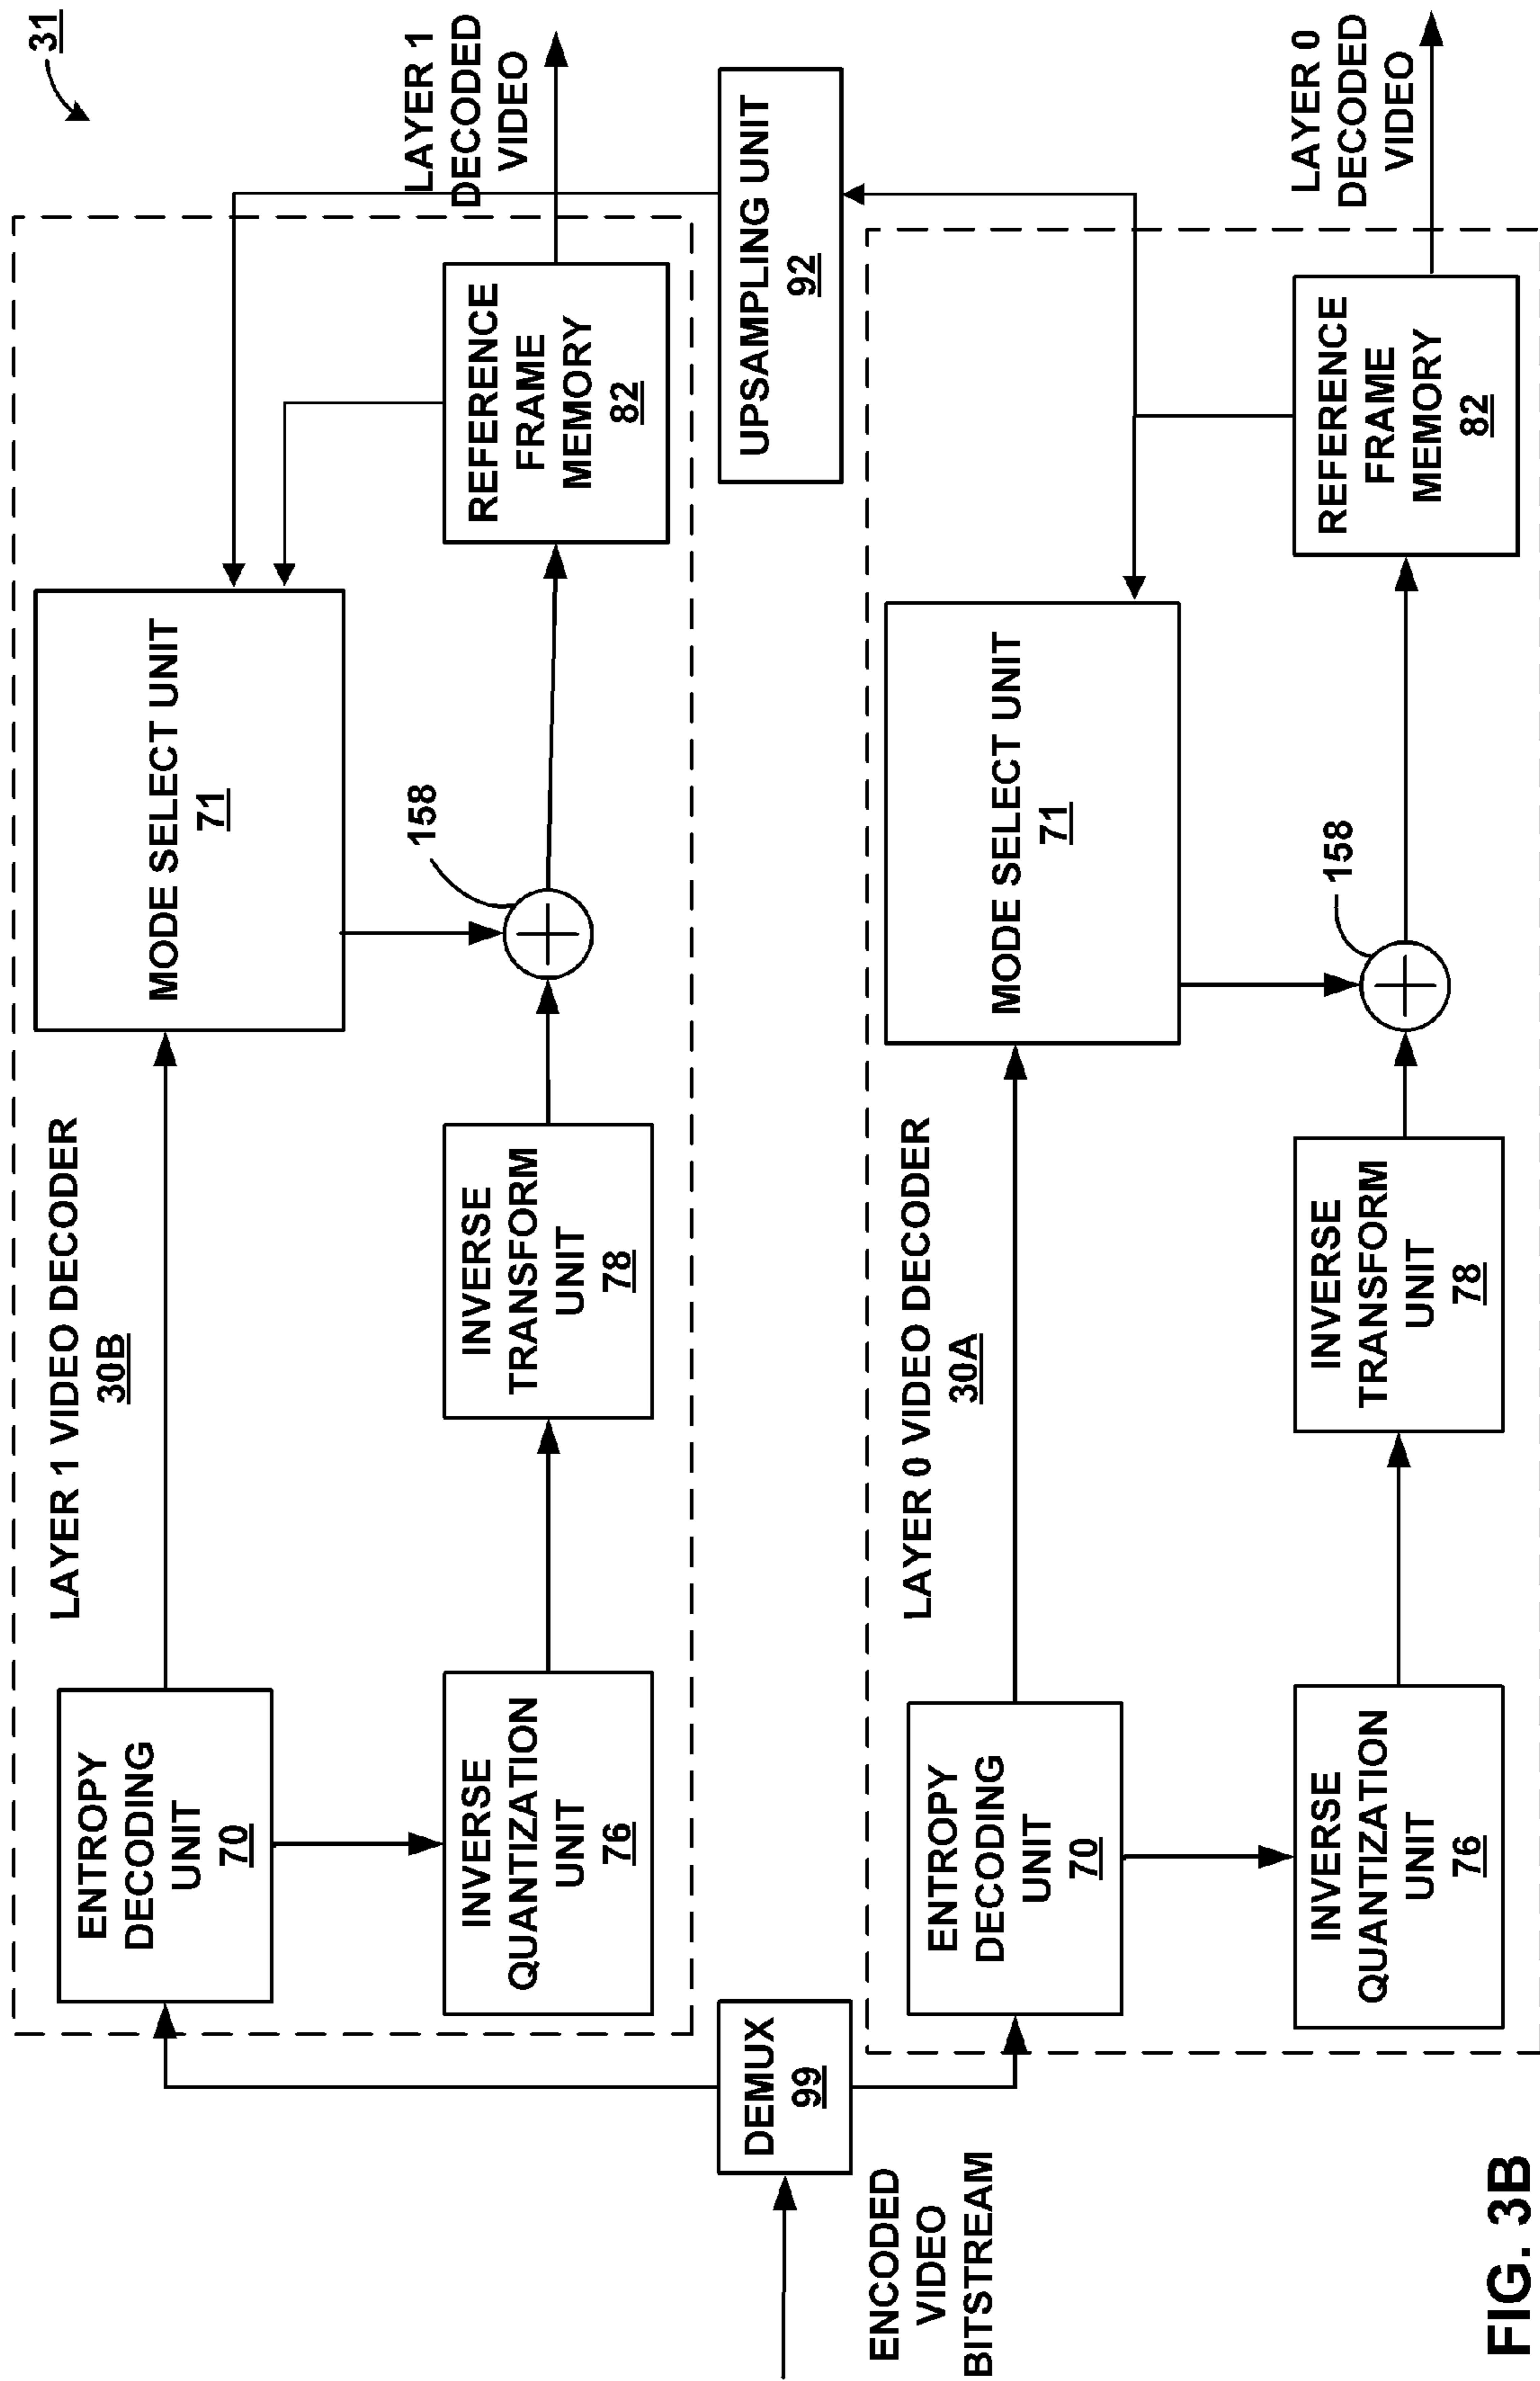 31
LAYER 1 VIDEO DECODER
30B
ENTROPY
DECODING
UNIT
70
MODE SELECT UNIT
71
LAYER 1
DECODED
VIDEO
158
INVERSE
QUANTIZATION
UNIT
76
INVERSE
TRANSFORM
UNIT
78
REFERENCE
FRAME
MEMORY
82
DEMUX
99
UPSAMPLING UNIT
92
ENCODED
VIDEO
BITSTREAM
LAYER 0 VIDEO DECODER
30A
ENTROPY
DECODING
UNIT
70
MODE SELECT UNIT
71
LAYER 0
DECODED
VIDEO
158
INVERSE
QUANTIZATION
UNIT
76
INVERSE
TRANSFORM
UNIT
78
REFERENCE
FRAME
MEMORY
82
FIG. 3B